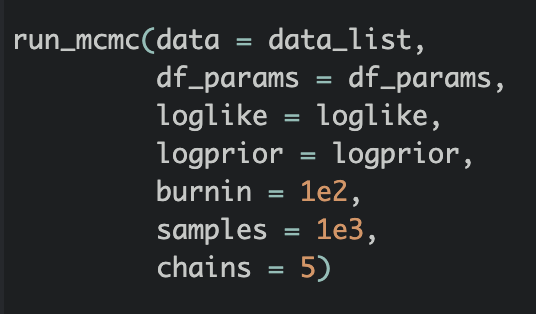 run_mcmc(data = data_list,
         df_params = df_params,
         loglike = loglike,
         logprior = logprior,
         burnin = 1e2,
         samples = 1e3,
         chains = 5)